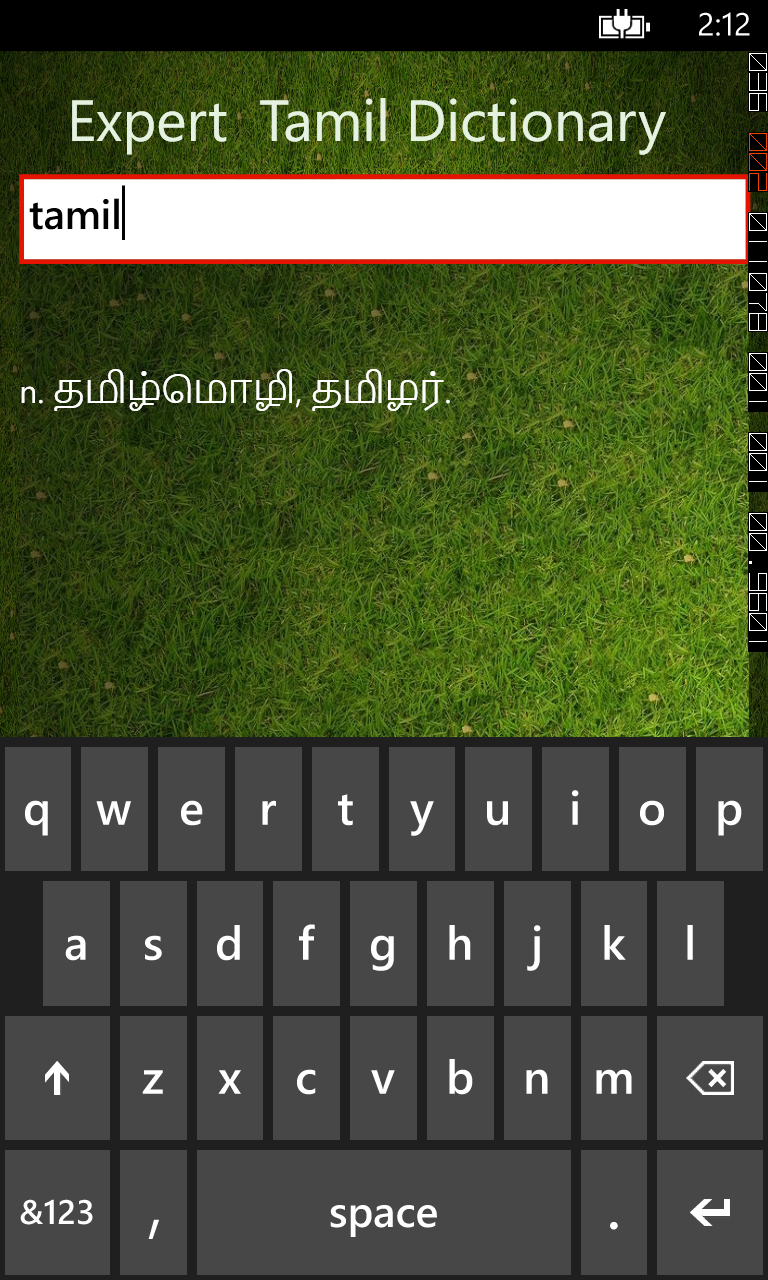 2:12
Expert Tamil Dictionary
tamil
n. தமிழ்மொழி, தமிழர்.
q w e r t y u i o p
a s d f g h j k l
z x c v b n m
&123 , space .